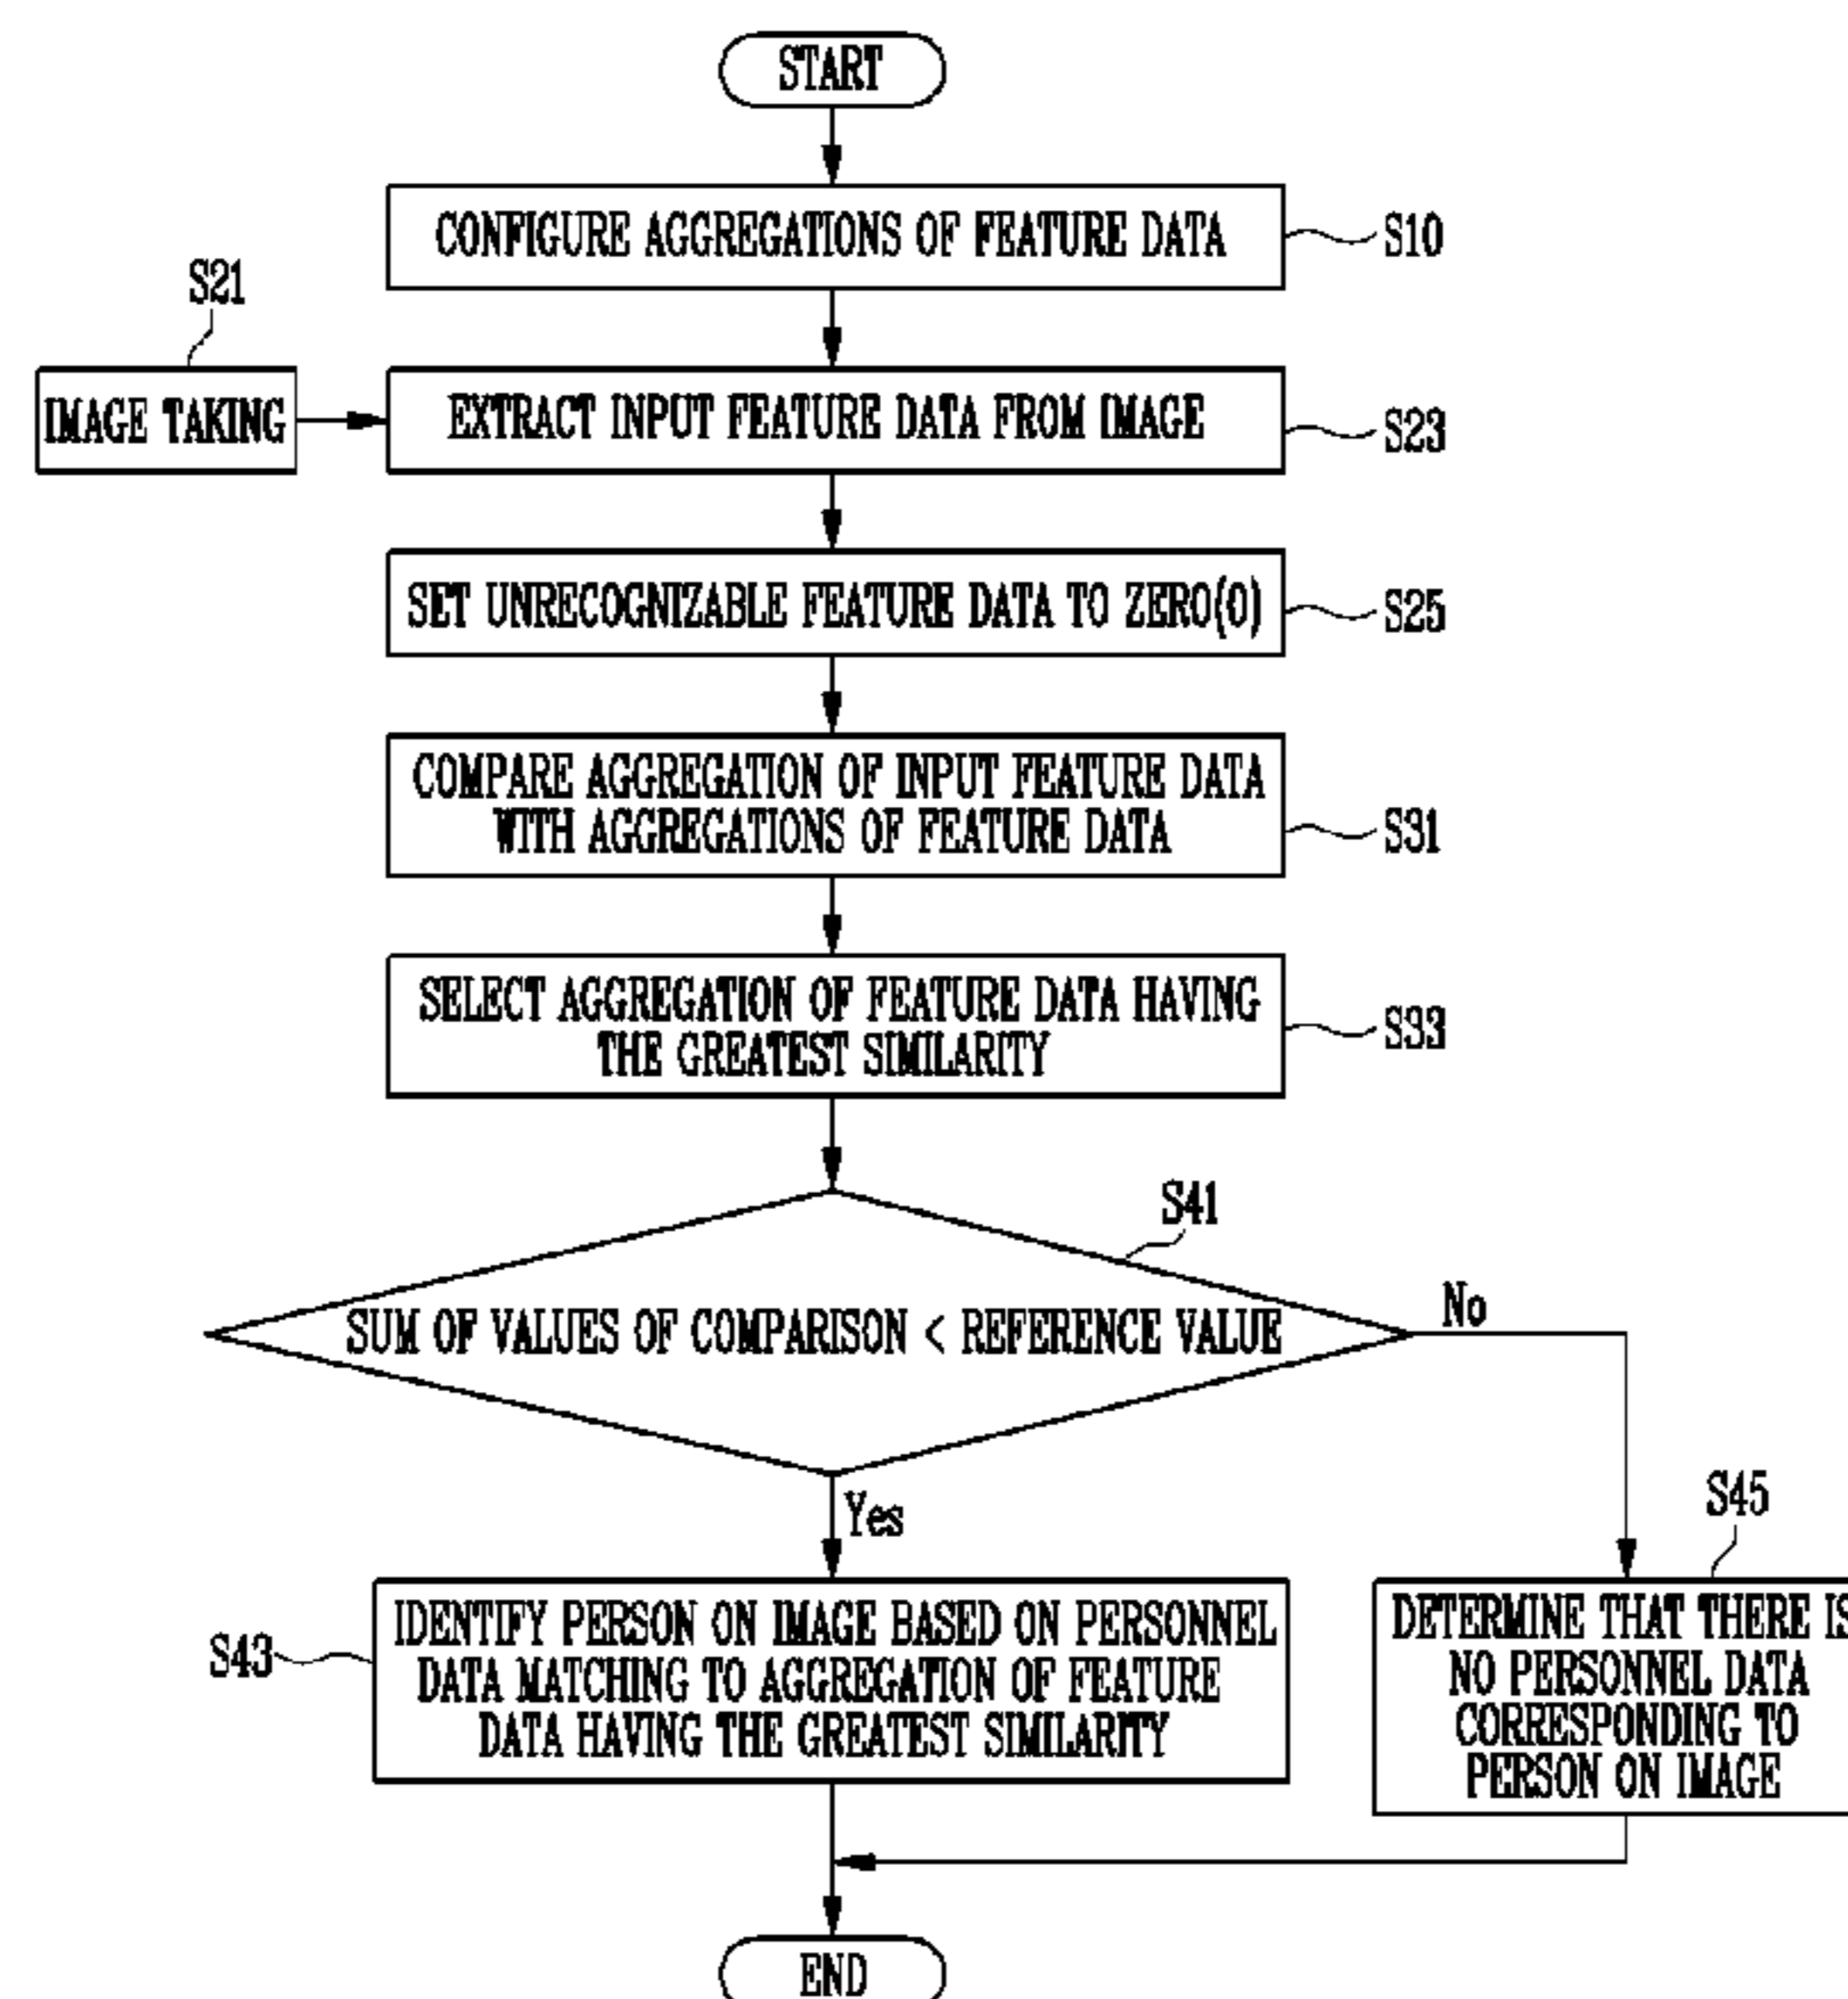 START
CONFIGURE AGGREGATIONS OF FEATURE DATA
S10
S21
IMAGE TAKING
EXTRACT INPUT FEATURE DATA FROM IMAGE
S23
SET UNRECOGNIZABLE FEATURE DATA TO ZERO(0)
S25
COMPARE AGGREGATION OF INPUT FEATURE DATA
WITH AGGREGATIONS OF FEATURE DATA
S31
SELECT AGGREGATION OF FEATURE DATA HAVING
THE GREATEST SIMILARITY
S33
S41
SUM OF VALUES OF COMPARISON < REFERENCE VALUE
No
Yes
S43
IDENTIFY PERSON ON IMAGE BASED ON PERSONNEL
DATA MATCHING TO AGGREGATION OF FEATURE
DATA HAVING THE GREATEST SIMILARITY
S45
DETERMINE THAT THERE IS
NO PERSONNEL DATA
CORRESPONDING TO
PERSON ON IMAGE
END